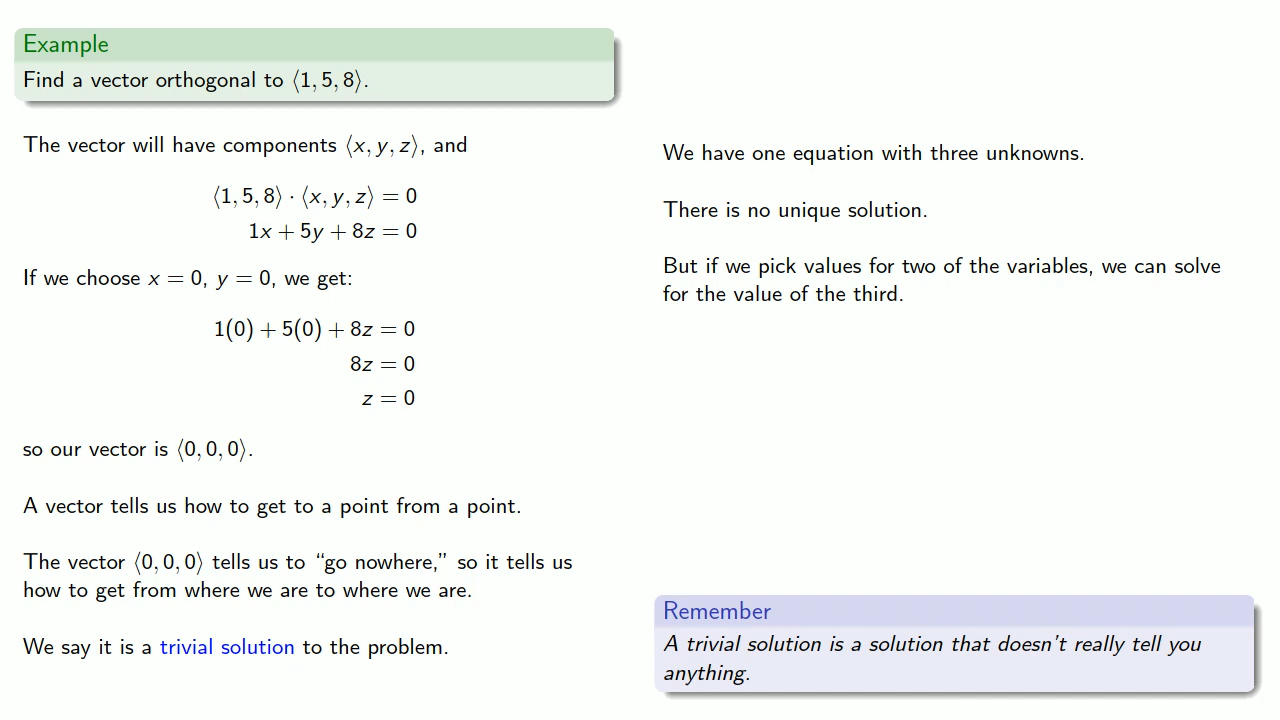 Example
Find a vector orthogonal to ⟨1, 5, 8⟩.
The vector will have components ⟨x, y, z⟩, and
⟨1, 5, 8⟩ · ⟨x, y, z⟩ = 0
1x + 5y + 8z = 0
If we choose x = 0, y = 0, we get:
1(0) + 5(0) + 8z = 0
8z = 0
z = 0
so our vector is ⟨0, 0, 0⟩.
A vector tells us how to get to a point from a point.
The vector ⟨0, 0, 0⟩ tells us to “go nowhere,” so it tells us
how to get from where we are to where we are.
We say it is a trivial solution to the problem.
We have one equation with three unknowns.
There is no unique solution.
But if we pick values for two of the variables, we can solve
for the value of the third.
Remember
A trivial solution is a solution that doesn’t really tell you
anything.